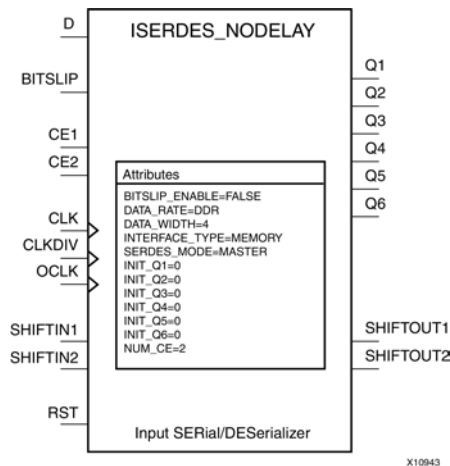 D
ISERDES_NODELAY
Q1
BITSLIP
Q2
Q3
CE1
Q4
CE2
Q5
Attributes
BITSLIP_ENABLE=FALSE
Q6
DATA_RATE=DDR
CLK
DATA_WIDTH=4
CLKDIV
INTERFACE_TYPE=MEMORY
OCLK
SERDES_MODE=MASTER
INIT_Q1=0
INIT_Q2=0
INIT_Q3=0
INIT_Q4=0
INIT_Q5=0
SHIFTIN1
INIT_Q6=0
SHIFTOUT1
NUM_CE=2
SHIFTIN2
SHIFTOUT2
RST
Input SERial/DESerializer
X10943